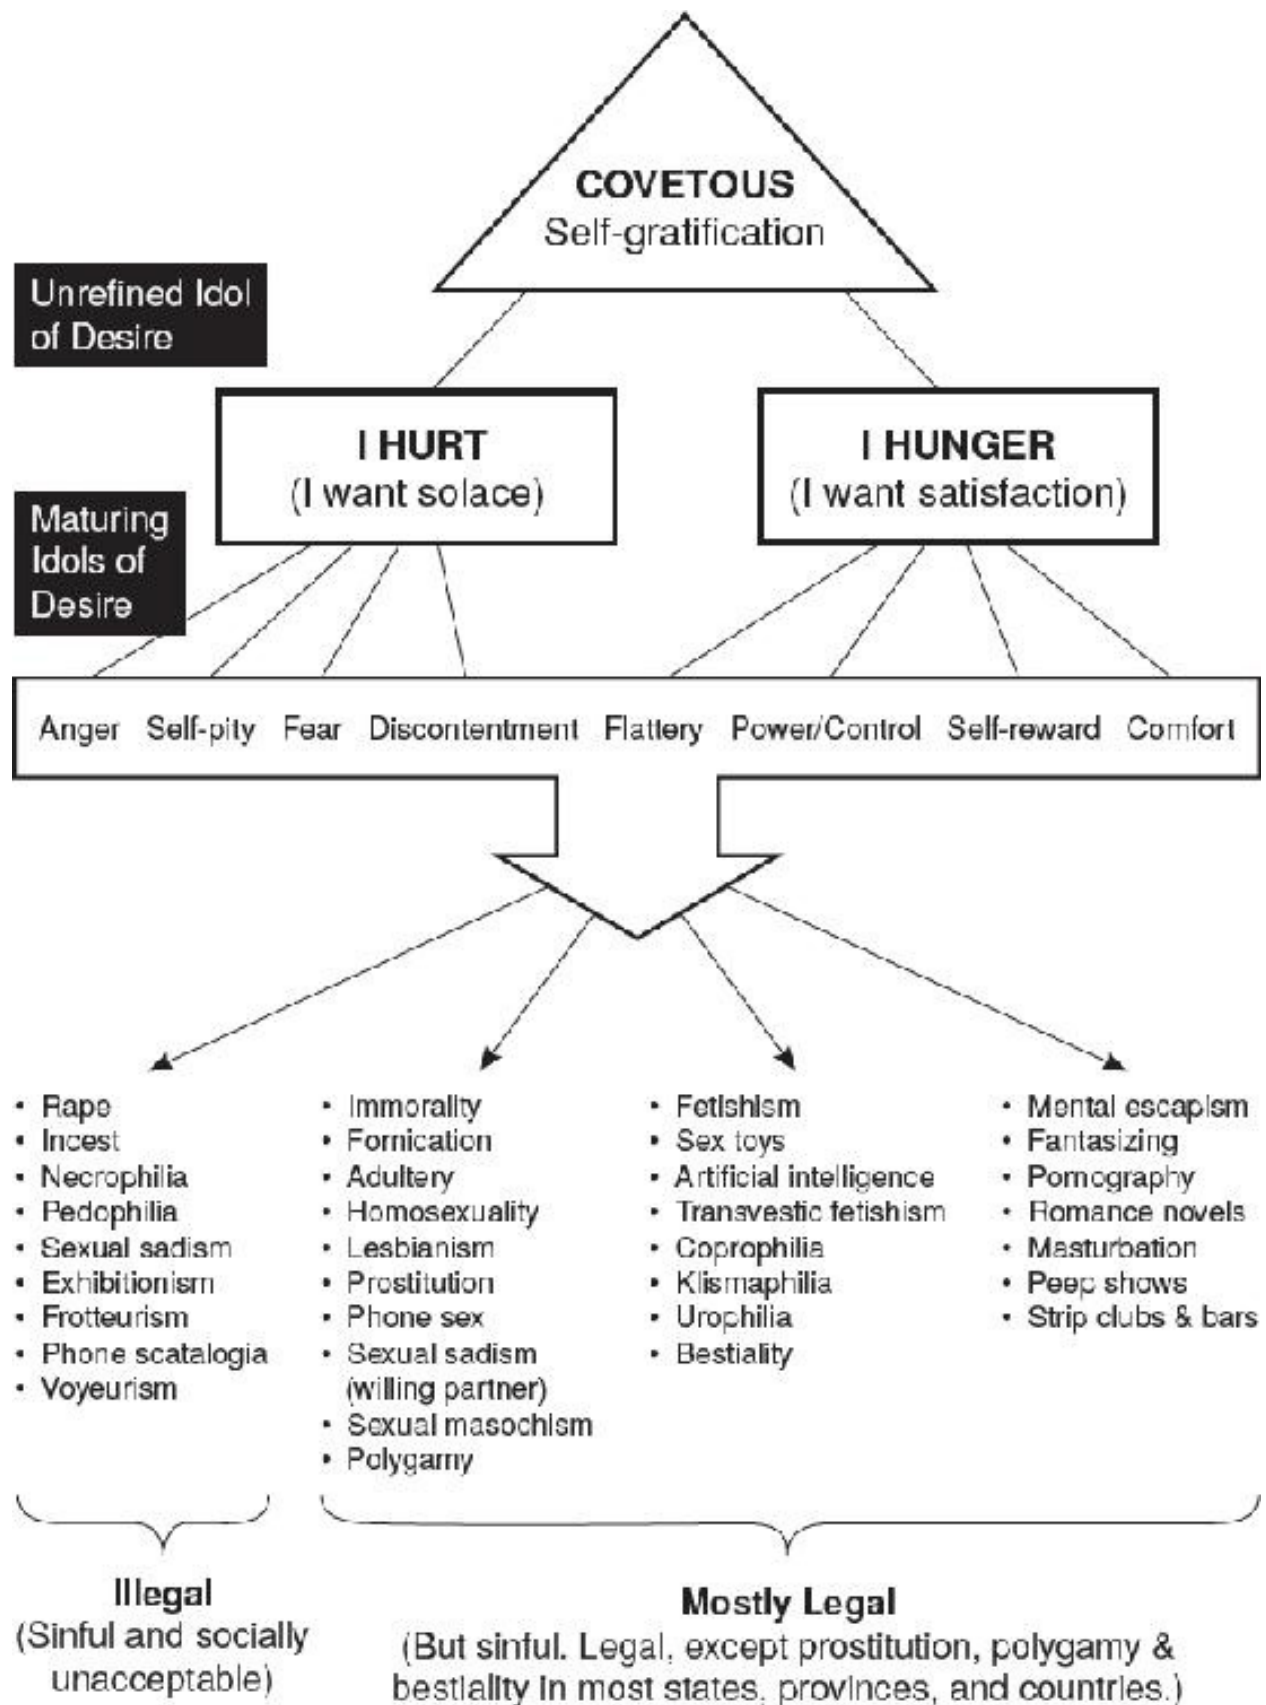 COVETOUS
Self-gratification
Unrefined Idol
of Desire
I HURT
(I want solace)
I HUNGER
(I want satisfaction)
Maturing
Idols of
Desire
Anger Self-pity Fear Discontentment Flattery Power/Control Self-reward Comfort
• Rape
• Incest
• Necrophilia
• Pedophilia
• Sexual sadism
• Exhibitionism
• Frotteurism
• Phone scatalogia
• Voyeurism
• Immorality
• Fornication
• Adultery
• Homosexuality
• Lesbianism
• Prostitution
• Phone sex
• Sexual sadism
(willing partner)
• Sexual masochism
• Polygamy
• Fetishism
• Sex toys
• Artificial intelligence
• Transvestic fetishism
• Coprophilia
• Klismaphilia
• Urophilia
• Bestiality
• Mental escapism
• Fantasizing
• Pornography
• Romance novels
• Masturbation
• Peep shows
• Strip clubs & bars
Illegal
(Sinful and socially
unacceptable)
Mostly Legal
(But sinful. Legal, except prostitution, polygamy &
bestiality in most states, provinces, and countries.)